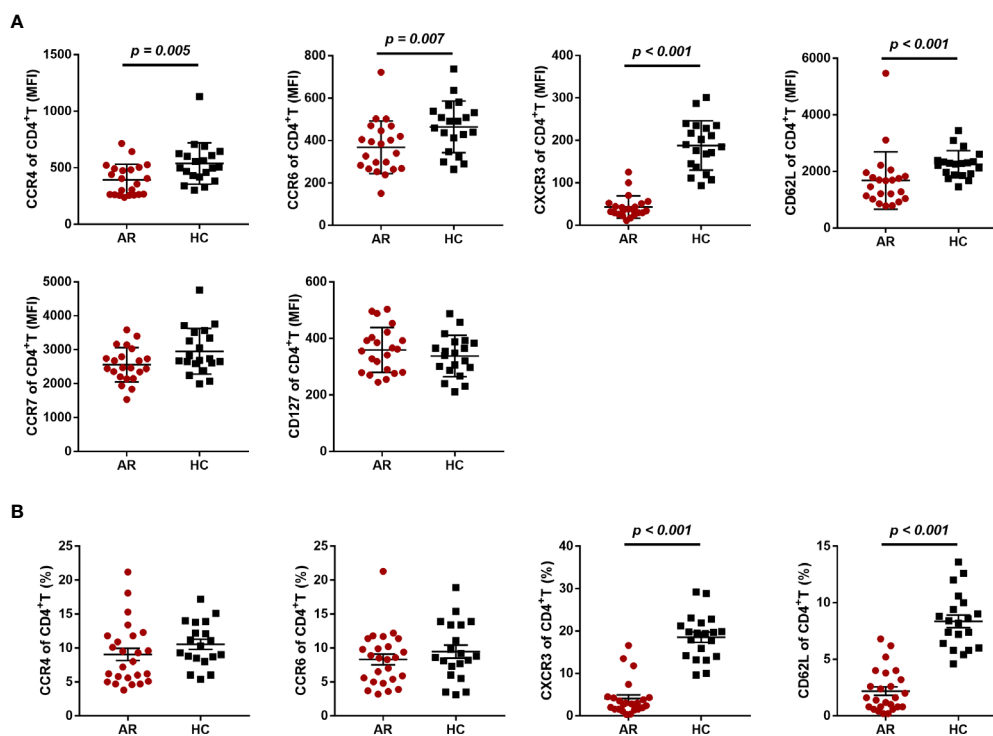 A
p = 0.005
CCR4 of CD4⁺T (MFI)
1500
1000
500
0
AR
HC
p = 0.007
CCR6 of CD4⁺T (MFI)
800
600
400
200
0
AR
HC
p < 0.001
CXCR3 of CD4⁺T (MFI)
400
300
200
100
0
AR
HC
p < 0.001
CD62L of CD4⁺T (MFI)
6000
4000
2000
0
AR
HC
CCR7 of CD4⁺T (MFI)
5000
4000
3000
2000
1000
0
AR
HC
CD127 of CD4⁺T (MFI)
600
400
200
0
AR
HC
B
CCR4 of CD4⁺T (%)
25
20
15
10
5
0
AR
HC
CCR6 of CD4⁺T (%)
25
20
15
10
5
0
AR
HC
p < 0.001
CXCR3 of CD4⁺T (%)
40
30
20
10
0
AR
HC
p < 0.001
CD62L of CD4⁺T (%)
15
10
5
0
AR
HC